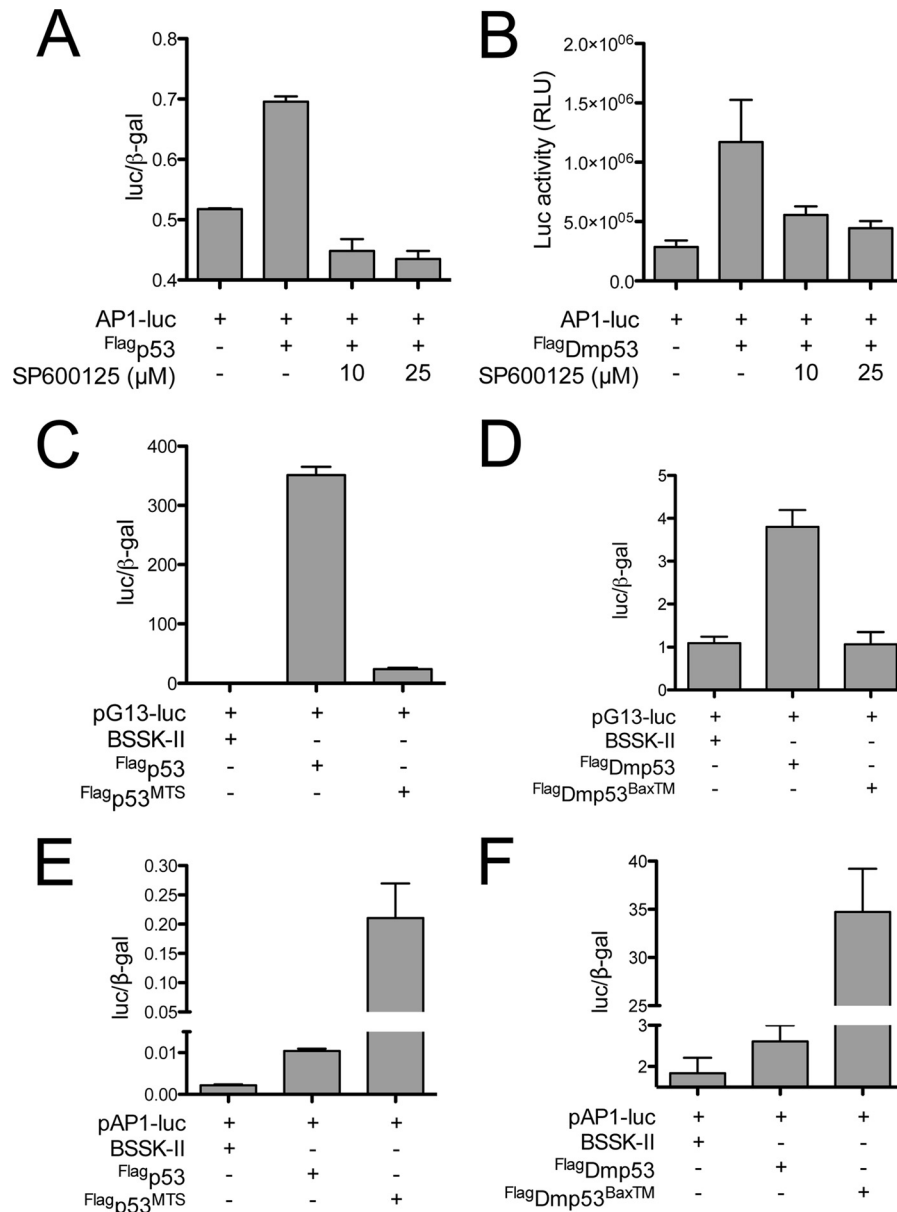 A
0.8
0.7
0.6
0.5
0.4
luc/β-gal
AP1-luc + + + +
Flagp53 - + + +
SP600125 (μM) - - 10 25
B
2.0×10⁰⁶
1.5×10⁰⁶
1.0×10⁰⁶
5.0×10⁰⁵
0.0
Luc activity (RLU)
AP1-luc + + + +
FlagDmp53 - + + +
SP600125 (μM) - - 10 25
C
400
300
200
100
0
luc/β-gal
pG13-luc + + +
BSSK-II + - -
Flagp53 - + -
Flagp53MTS - - +
D
5
4
3
2
1
0
luc/β-gal
pG13-luc + + +
BSSK-II + - -
FlagDmp53 - + -
FlagDmp53BaxTM - - +
E
0.30
0.25
0.20
0.15
0.10
0.05
0.01
0.00
luc/β-gal
pAP1-luc + + +
BSSK-II + - -
Flagp53 - + -
Flagp53MTS - - +
F
40
35
30
25
3
2
luc/β-gal
pAP1-luc + + +
BSSK-II + - -
FlagDmp53 - + -
FlagDmp53BaxTM - - +